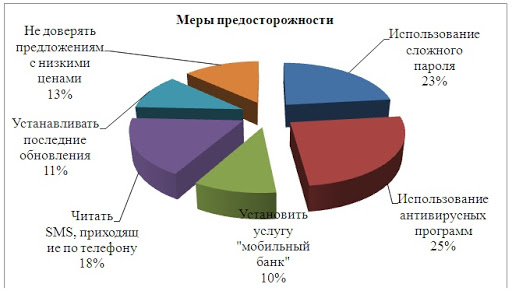 Меры предосторожности
Использование
сложного
пароля
23%
Использование
антивирусных
программ
25%
Установить
услугу
"мобильный
банк"
10%
Читать
SMS, приходящ
ие по телефону
18%
Устанавливать
последние
обновления
11%
Не доверять
предложениям
с низкими
ценами
13%